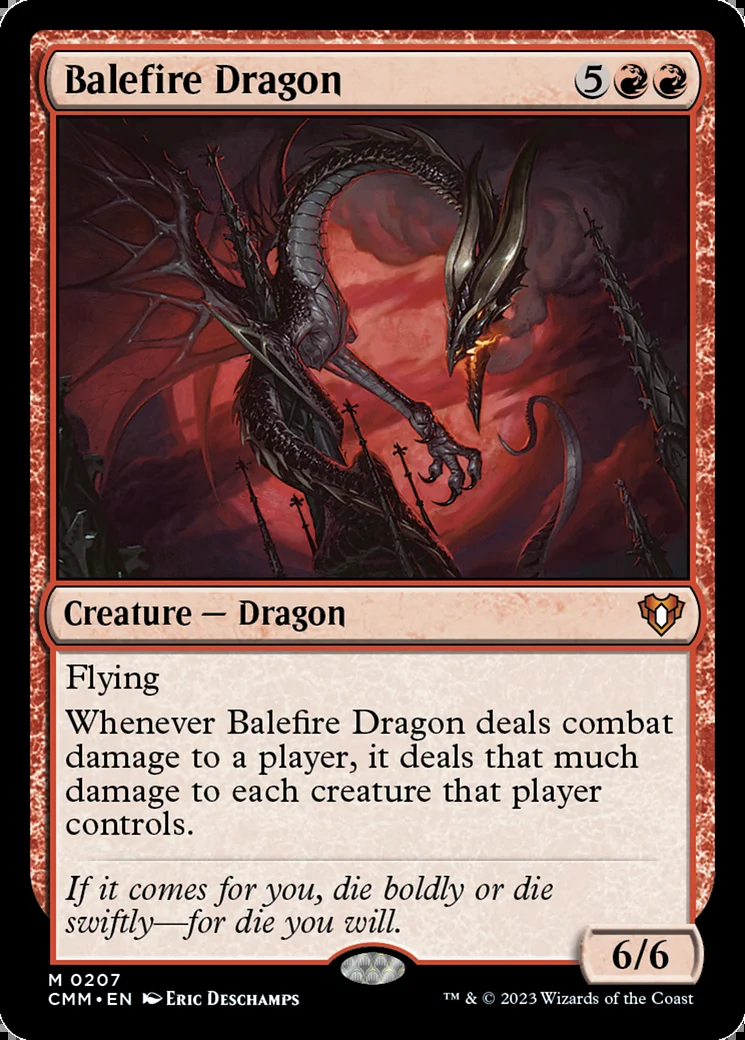 Balefire Dragon 5
Creature — Dragon
Flying
Whenever Balefire Dragon deals combat
damage to a player, it deals that much
damage to each creature that player
controls.
If it comes for you, die boldly or die
swiftly—for die you will.
6/6
M 0207
CMM • EN Eric Deschamps
™ & © 2023 Wizards of the Coast